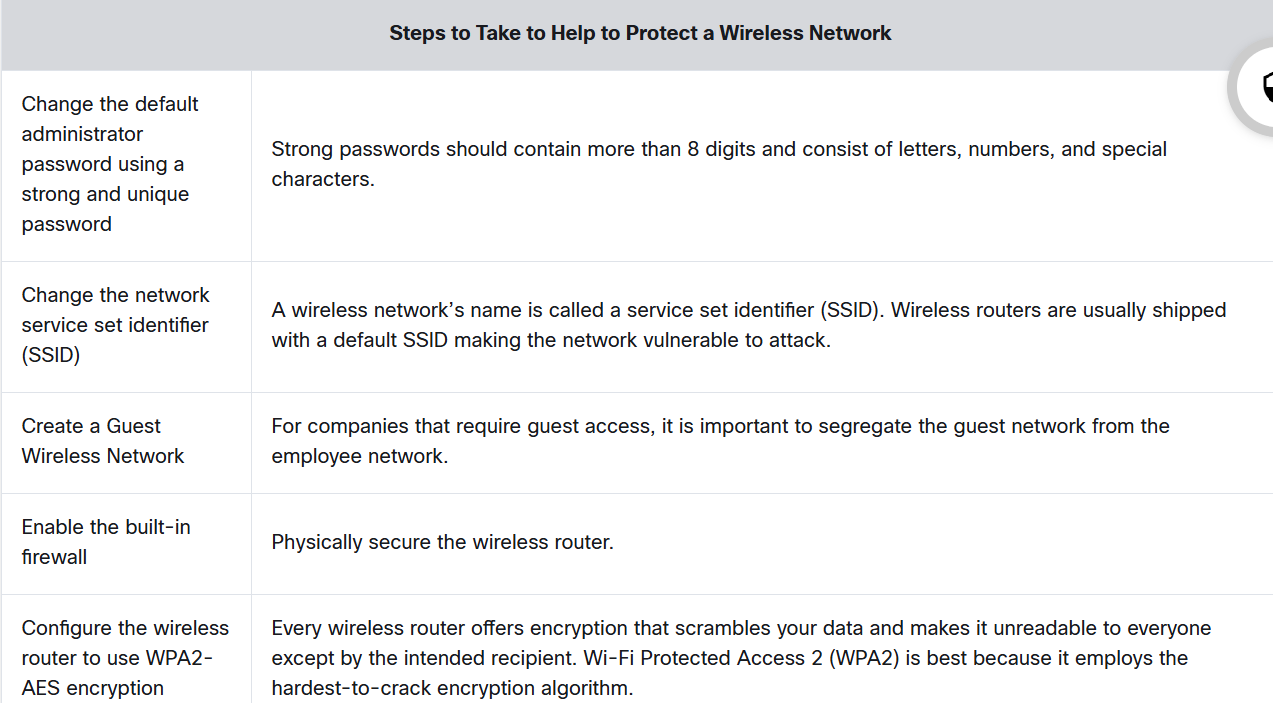 Steps to Take to Help to Protect a Wireless Network
Change the default
administrator
password using a
strong and unique
password
Strong passwords should contain more than 8 digits and consist of letters, numbers, and special
characters.
Change the network
service set identifier
(SSID)
A wireless network’s name is called a service set identifier (SSID). Wireless routers are usually shipped
with a default SSID making the network vulnerable to attack.
Create a Guest
Wireless Network
For companies that require guest access, it is important to segregate the guest network from the
employee network.
Enable the built-in
firewall
Physically secure the wireless router.
Configure the wireless
router to use WPA2-
AES encryption
Every wireless router offers encryption that scrambles your data and makes it unreadable to everyone
except by the intended recipient. Wi-Fi Protected Access 2 (WPA2) is best because it employs the
hardest-to-crack encryption algorithm.